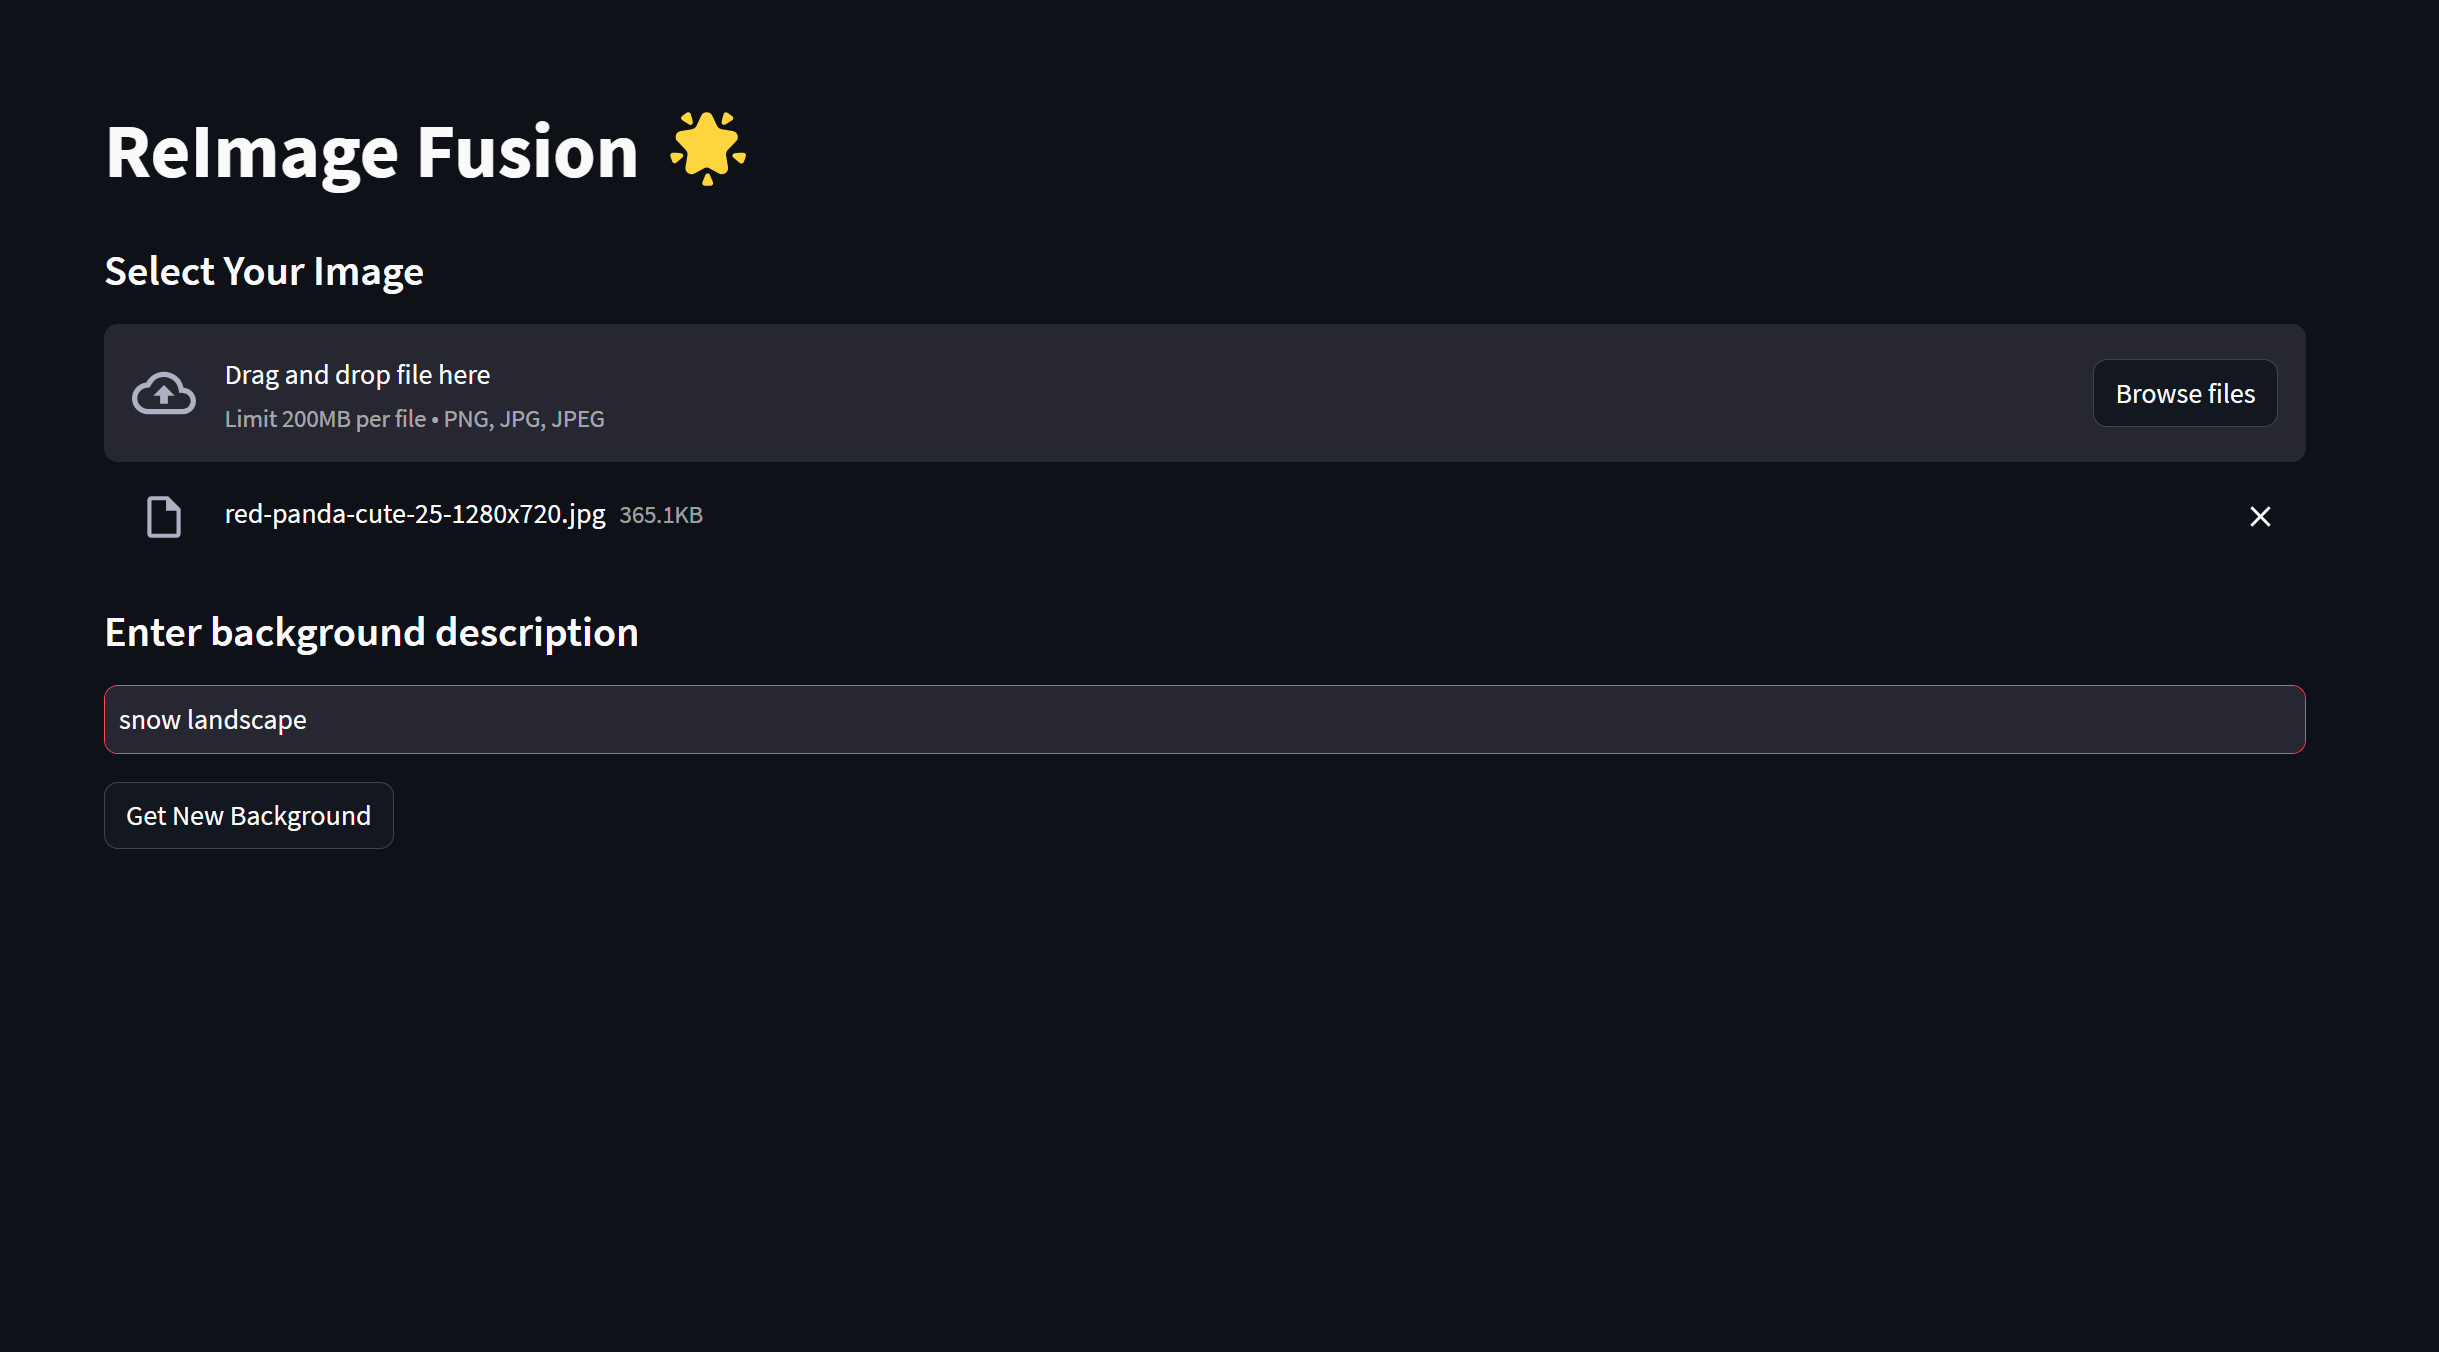 ReImage Fusion
Select Your Image
Drag and drop file here
Limit 200MB per file • PNG, JPG, JPEG
Browse files
red-panda-cute-25-1280x720.jpg 365.1KB
Enter background description
snow landscape
Get New Background